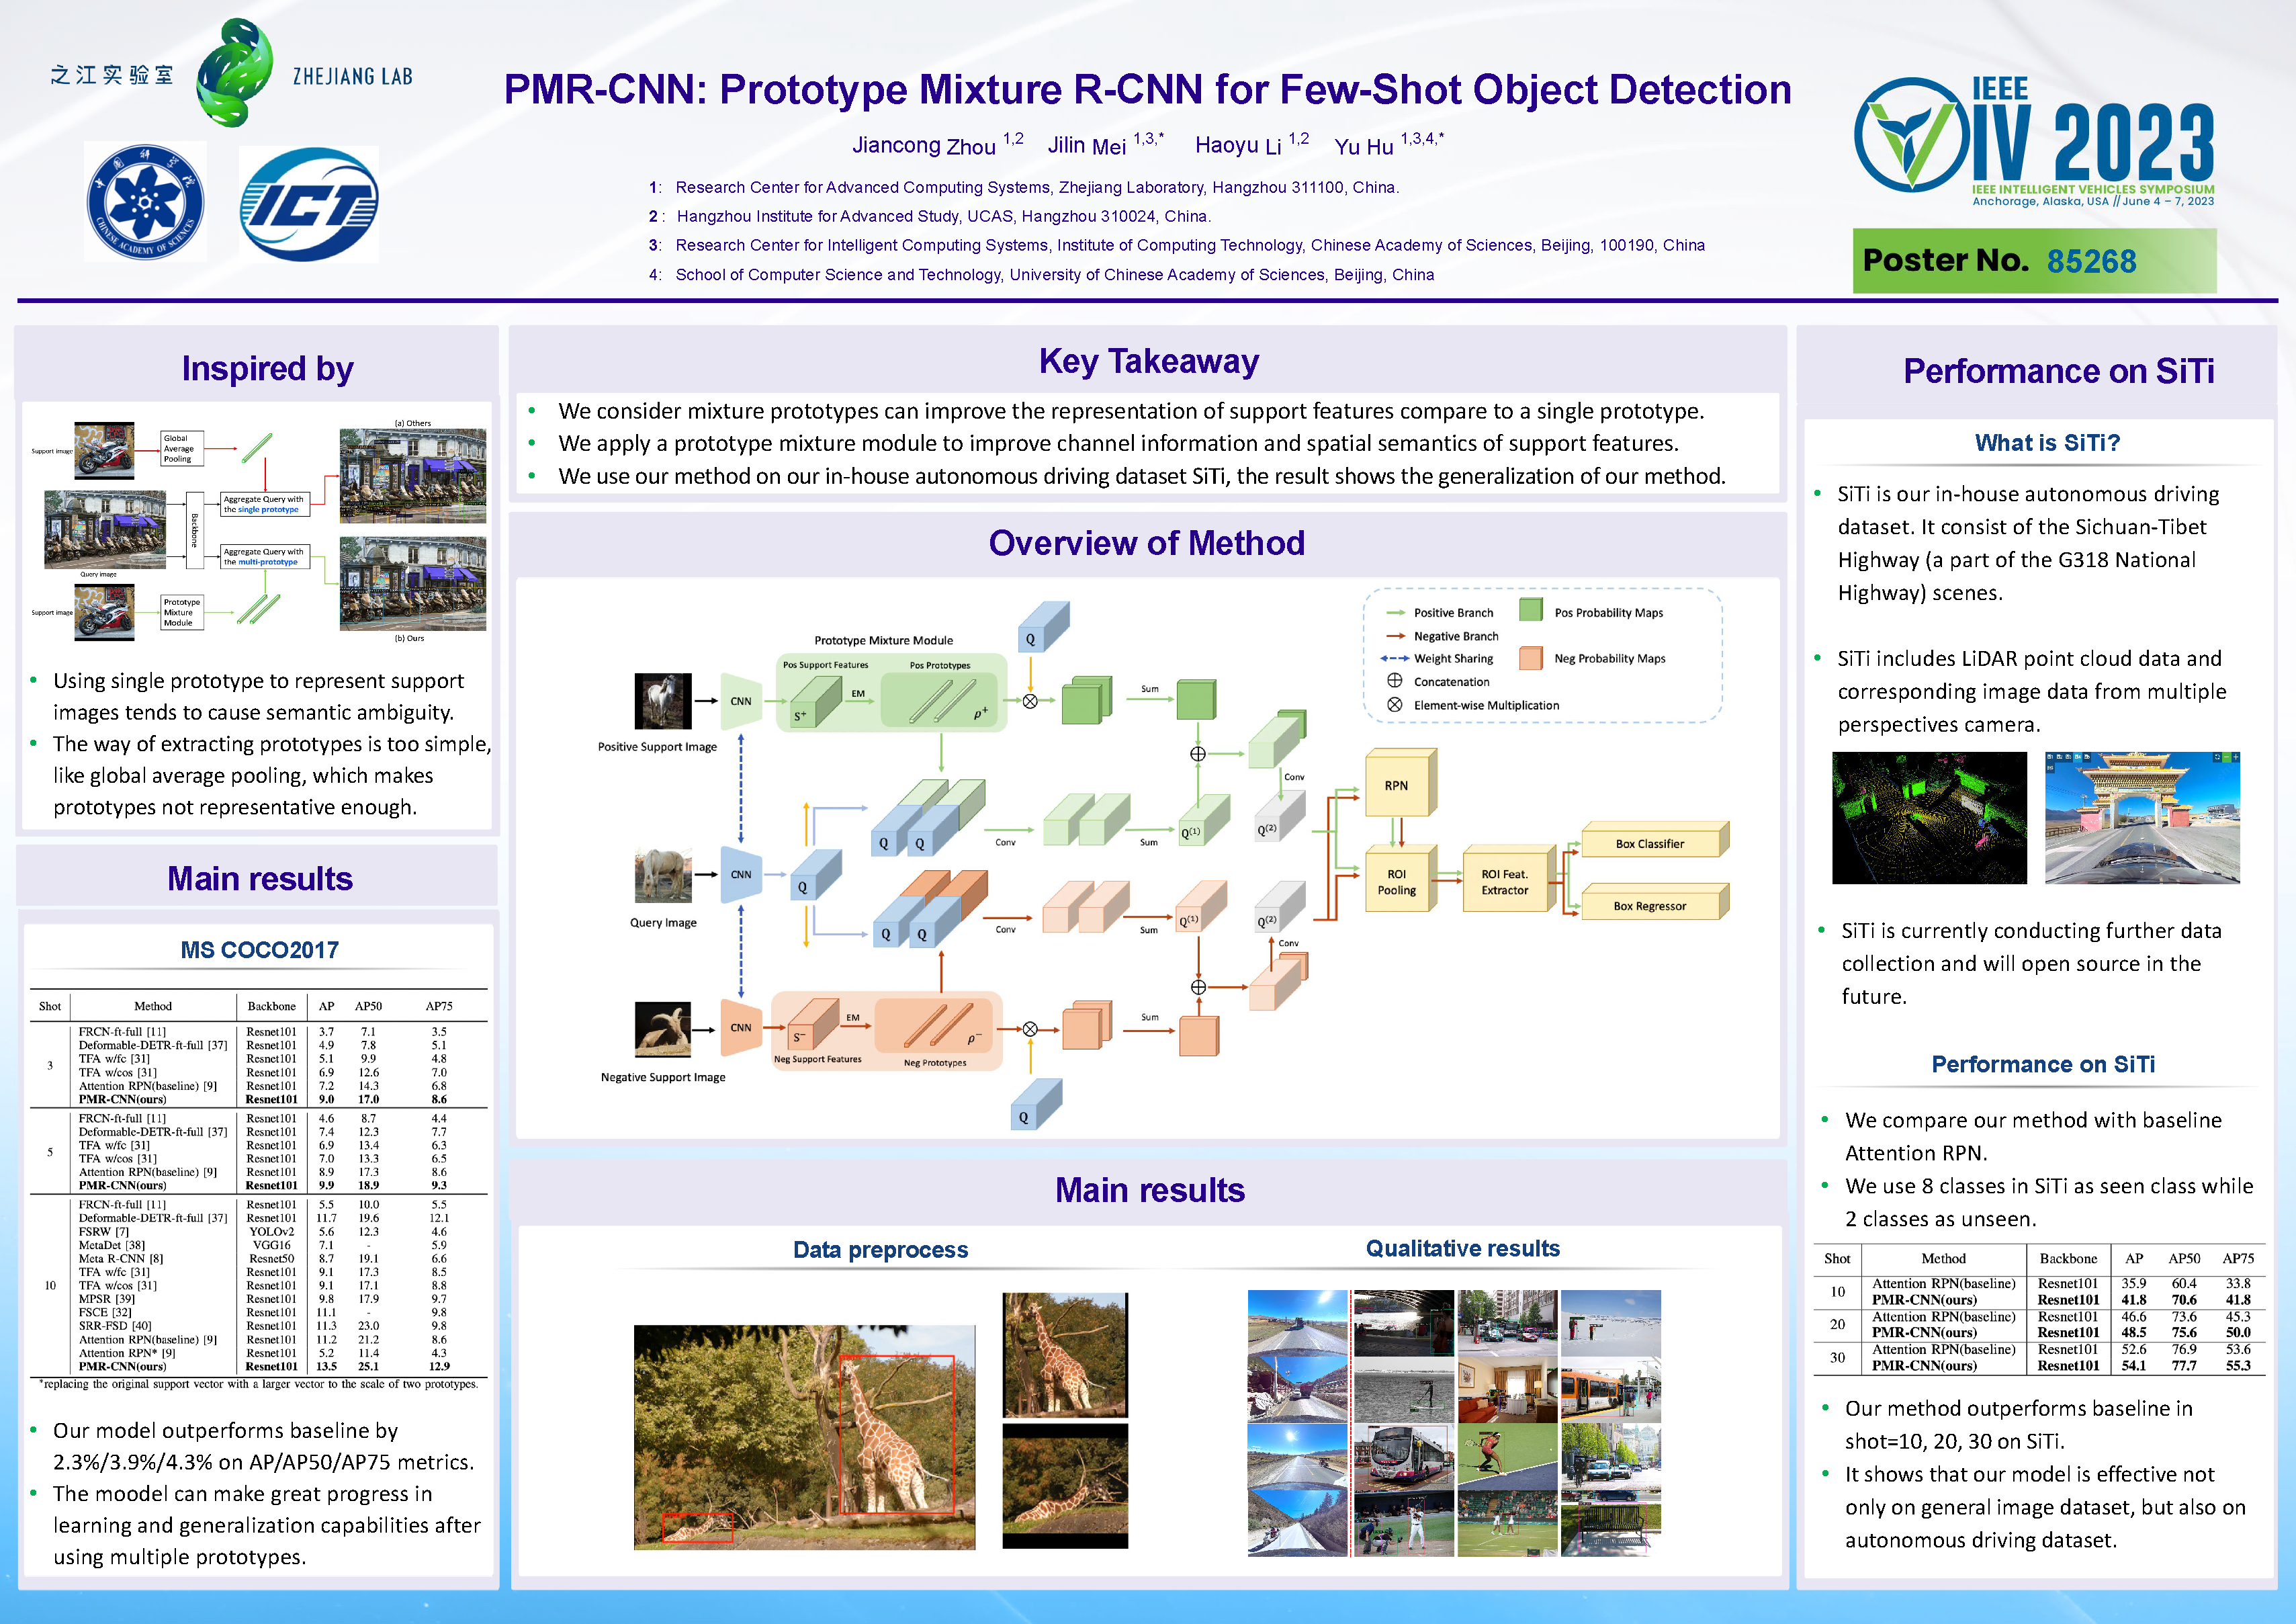 之江实验室
ZHEJIANG LAB
CHINESE ACADEMY OF SCIENCES
ICT
PMR-CNN: Prototype Mixture R-CNN for Few-Shot Object Detection
Jiancong Zhou 1,2 Jilin Mei 1,3,* Haoyu Li 1,2 Yu Hu 1,3,4,*
1: Research Center for Advanced Computing Systems, Zhejiang Laboratory, Hangzhou 311100, China.
2: Hangzhou Institute for Advanced Study, UCAS, Hangzhou 310024, China.
3: Research Center for Intelligent Computing Systems, Institute of Computing Technology, Chinese Academy of Sciences, Beijing, 100190, China
4: School of Computer Science and Technology, University of Chinese Academy of Sciences, Beijing, China
IEEE
IV 2023
IEEE INTELLIGENT VEHICLES SYMPOSIUM
Anchorage, Alaska, USA // June 4 – 7, 2023
Poster No. 85268
Inspired by
(a) Others
Support image
Global
Average
Pooling
Aggregate Query with
the single prototype
Backbone
Aggregate Query with
the multi-prototype
Query image
Support image
Prototype
Mixture
Module
(b) Ours
• Using single prototype to represent support
images tends to cause semantic ambiguity.
• The way of extracting prototypes is too simple,
like global average pooling, which makes
prototypes not representative enough.
Main results
MS COCO2017
Shot Method Backbone AP AP50 AP75
FRCN-ft-full [11] Resnet101 3.7 7.1 3.5
Deformable-DETR-ft-full [37] Resnet101 4.9 7.8 5.1
TFA w/fc [31] Resnet101 5.1 9.9 4.8
3 TFA w/cos [31] Resnet101 6.9 12.6 7.0
Attention RPN(baseline) [9] Resnet101 7.2 14.3 6.8
PMR-CNN(ours) Resnet101 9.0 17.0 8.6
FRCN-ft-full [11] Resnet101 4.6 8.7 4.4
Deformable-DETR-ft-full [37] Resnet101 7.4 12.3 7.7
TFA w/fc [31] Resnet101 6.9 13.4 6.3
5 TFA w/cos [31] Resnet101 7.0 13.3 6.5
Attention RPN(baseline) [9] Resnet101 8.9 17.3 8.6
PMR-CNN(ours) Resnet101 9.9 18.9 9.3
FRCN-ft-full [11] Resnet101 5.5 10.0 5.5
Deformable-DETR-ft-full [37] Resnet101 11.7 19.6 12.1
FSRW [7] YOLOv2 5.6 12.3 4.6
MetaDet [38] VGG16 7.1 - 5.9
Meta R-CNN [8] Resnet50 8.7 19.1 6.6
TFA w/fc [31] Resnet101 9.1 17.3 8.5
10 TFA w/cos [31] Resnet101 9.1 17.1 8.8
MPSR [39] Resnet101 9.8 17.9 9.7
FSCE [32] Resnet101 11.1 - 9.8
SRR-FSD [40] Resnet101 11.3 23.0 9.8
Attention RPN(baseline) [9] Resnet101 11.2 21.2 8.6
Attention RPN* [9] Resnet101 5.2 11.4 4.3
PMR-CNN(ours) Resnet101 13.5 25.1 12.9
*replacing the original support vector with a larger vector to the scale of two prototypes.
• Our model outperforms baseline by
2.3%/3.9%/4.3% on AP/AP50/AP75 metrics.
• The moodel can make great progress in
learning and generalization capabilities after
using multiple prototypes.
Key Takeaway
• We consider mixture prototypes can improve the representation of support features compare to a single prototype.
• We apply a prototype mixture module to improve channel information and spatial semantics of support features.
• We use our method on our in-house autonomous driving dataset SiTi, the result shows the generalization of our method.
Overview of Method
Positive Branch Pos Probability Maps
Negative Branch
Weight Sharing Neg Probability Maps
Concatenation
Element-wise Multiplication
Prototype Mixture Module
Q
Pos Support Features Pos Prototypes
CNN S⁺ EM ρ⁺ Sum
Positive Support Image
Conv
RPN
Q Q Conv Sum Q⁽¹⁾ Q⁽²⁾
Box Classifier
CNN Q
ROI
Pooling
ROI Feat.
Extractor
Box Regressor
Query Image
Q Q Conv Sum Q⁽¹⁾ Q⁽²⁾
Conv
CNN S⁻ EM ρ⁻ Sum
Neg Support Features Neg Prototypes
Negative Support Image
Q
Main results
Data preprocess
Qualitative results
Performance on SiTi
What is SiTi?
• SiTi is our in-house autonomous driving
dataset. It consist of the Sichuan-Tibet
Highway (a part of the G318 National
Highway) scenes.
• SiTi includes LiDAR point cloud data and
corresponding image data from multiple
perspectives camera.
• SiTi is currently conducting further data
collection and will open source in the
future.
Performance on SiTi
• We compare our method with baseline
Attention RPN.
• We use 8 classes in SiTi as seen class while
2 classes as unseen.
Shot Method Backbone AP AP50 AP75
10 Attention RPN(baseline) Resnet101 35.9 60.4 33.8
PMR-CNN(ours) Resnet101 41.8 70.6 41.8
20 Attention RPN(baseline) Resnet101 46.6 73.6 45.3
PMR-CNN(ours) Resnet101 48.5 75.6 50.0
30 Attention RPN(baseline) Resnet101 52.6 76.9 53.6
PMR-CNN(ours) Resnet101 54.1 77.7 55.3
• Our method outperforms baseline in
shot=10, 20, 30 on SiTi.
• It shows that our model is effective not
only on general image dataset, but also on
autonomous driving dataset.